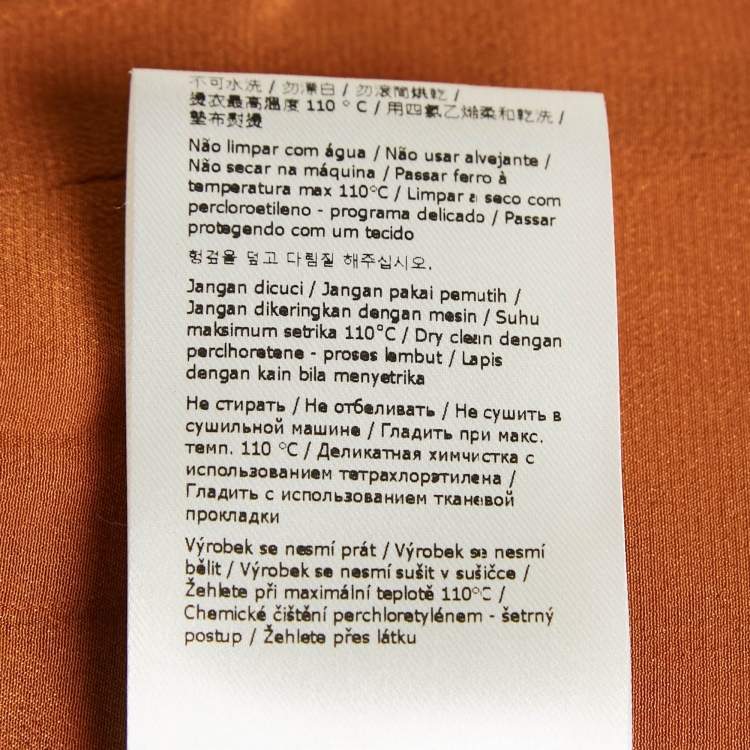 不可水洗 / 勿漂白 / 勿滾筒烘乾 /
燙衣最高溫度 110 ° C / 用四氯乙烯柔和乾洗 /
墊布熨燙
Não limpar com água / Não usar alvejante /
Não secar na máquina / Passar ferro à
temperatura max 110°C / Limpar a seco com
percloroetileno - programa delicado / Passar
protegendo com um tecido
헝겊을 덮고 다림질 해주십시오.
Jangan dicuci / Jangan pakai pemutih /
Jangan dikeringkan dengan mesin / Suhu
maksimum setrika 110°C / Dry clean dengan
perclhoretene - proses lembut / Lapis
dengan kain bila menyetrika
Не стирать / Не отбеливать / Не сушить в
сушильной машине / Гладить при макс.
темп. 110 °C / Деликатная химчистка с
использованием тетрахлорэтилена /
Гладить с использованием тканевой
прокладки
Výrobek se nesmí prát / Výrobek se nesmí
bělit / Výrobek se nesmí sušit v sušičce /
Žehlete při maximální teplotě 110°C /
Chemické čištění perchloretylénem - šetrný
postup / Žehlete přes látku